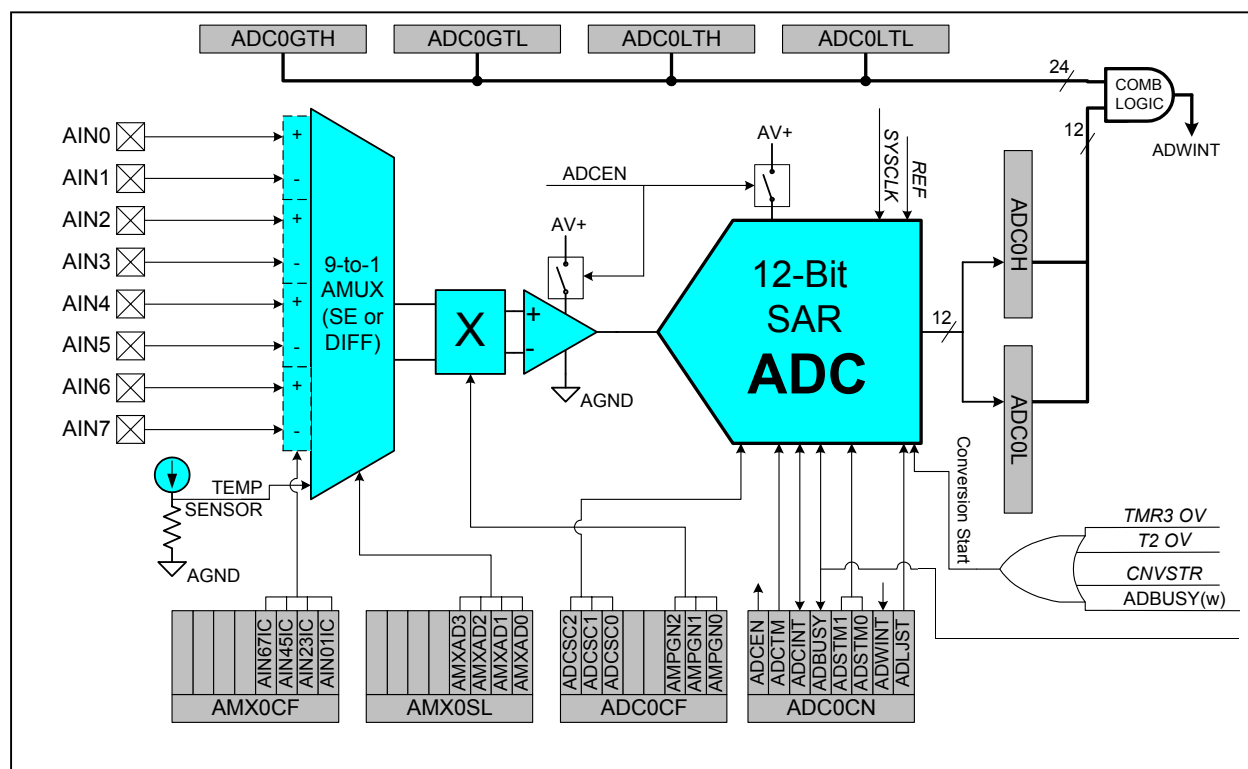 ADC0GTH ADC0GTL ADC0LTH ADC0LTL
24
COMB
LOGIC
12
ADWINT
AIN0
AIN1
AIN2
AIN3
AIN4
AIN5
AIN6
AIN7
+
-
+
-
+
-
+
-
9-to-1
AMUX
(SE or
DIFF)
TEMP
SENSOR
AGND
X
+
-
AV+
AGND
ADCEN
AV+
SYSCLK
REF
12-Bit
SAR
ADC
12
ADC0H
ADC0L
Conversion Start
TMR3 OV
T2 OV
CNVSTR
ADBUSY(w)
AIN67IC
AIN45IC
AIN23IC
AIN01IC
AMX0CF
AMXAD3
AMXAD2
AMXAD1
AMXAD0
AMX0SL
ADCSC2
ADCSC1
ADCSC0
AMPGN2
AMPGN1
AMPGN0
ADC0CF
ADCEN
ADCTM
ADCINT
ADBUSY
ADSTM1
ADSTM0
ADWINT
ADLJST
ADC0CN